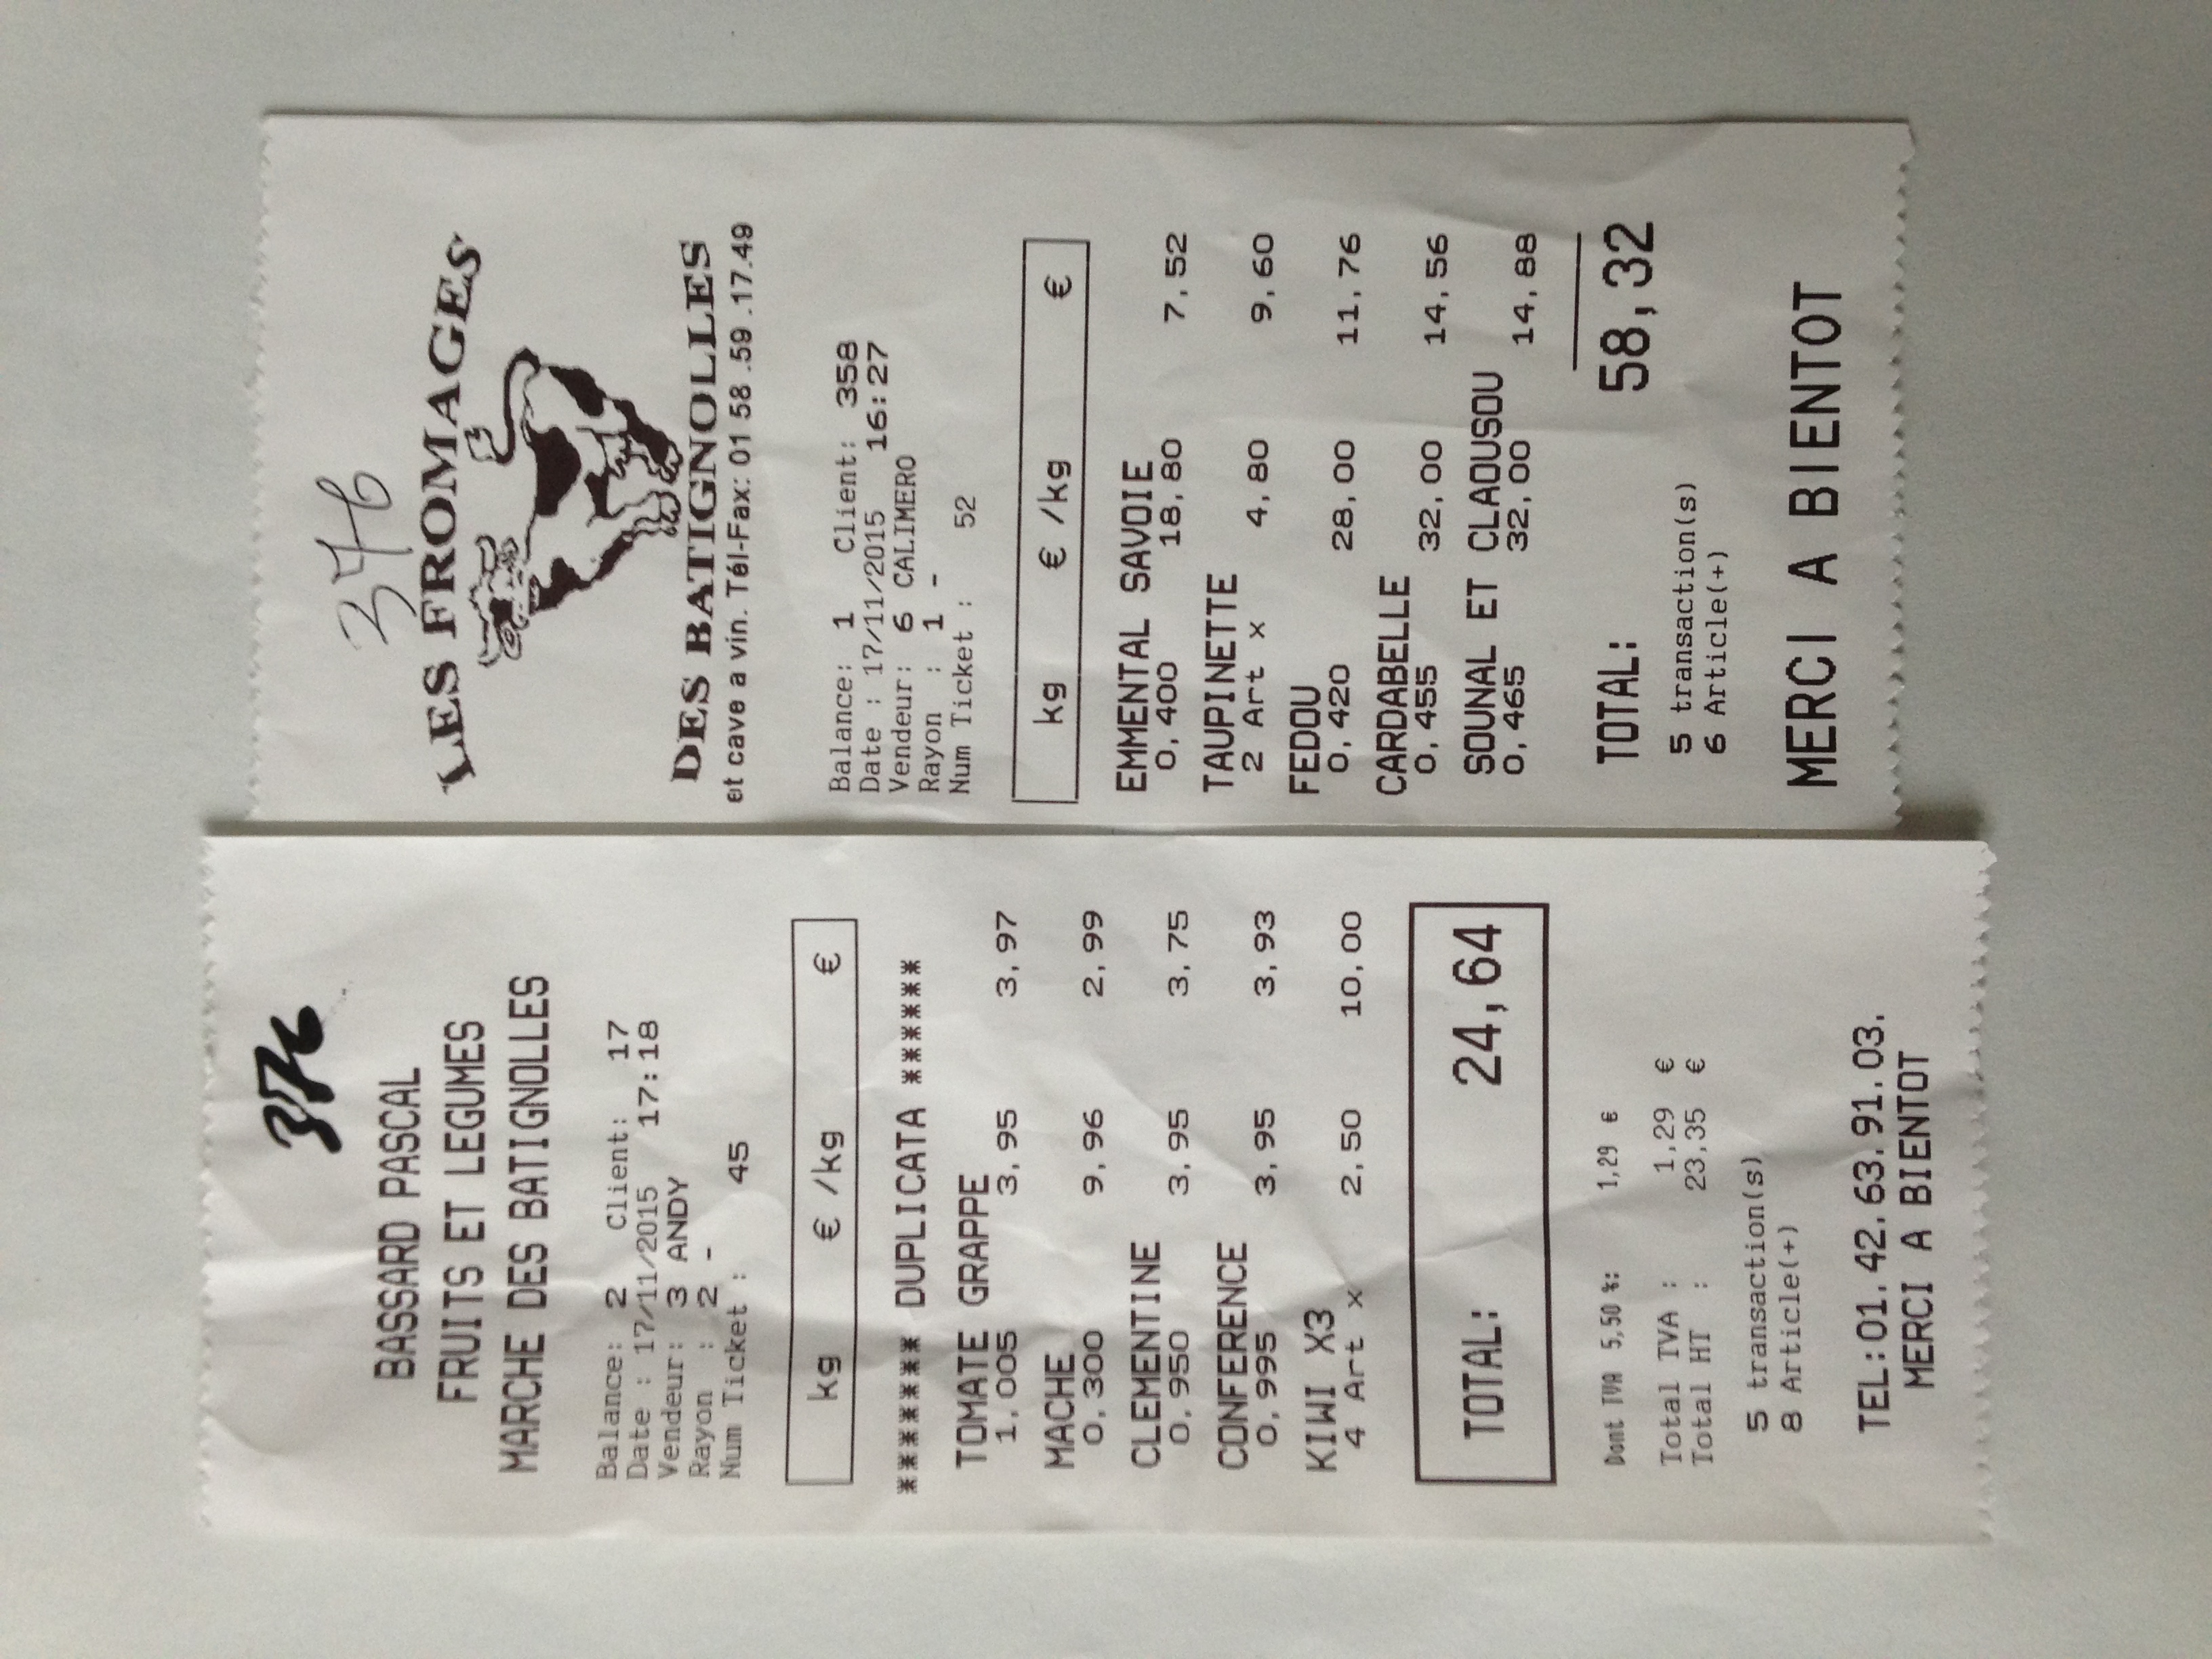 376
BASSARD PASCAL
FRUITS ET LEGUMES
MARCHE DES BATIGNOLLES
Balance: 2 Client: 17
Date : 17/11/2015 17:18
Vendeur: 3 ANDY
Rayon : 2 -
Num Ticket : 45
kg € /kg €
******* DUPLICATA ******
TOMATE GRAPPE
1,005 3,95 3,97
MACHE
0,300 9,96 2,99
CLEMENTINE
0,950 3,95 3,75
CONFERENCE
0,995 3,95 3,93
KIWI X3
4 Art x 2,50 10,00
TOTAL: 24,64
Dont TVA 5,50 %: 1,29 €
Total TVA : 1,29 €
Total HT : 23,35 €
5 transaction(s)
8 Article(+)
TEL:01.42.63.91.03.
MERCI A BIENTOT
376
LES FROMAGES
DES BATIGNOLLES
et cave a vin. Tél-Fax: 01 58 .59 .17.49
Balance: 1 Client: 358
Date : 17/11/2015 16:27
Vendeur: 6 CALIMERO
Rayon : 1 -
Num Ticket : 52
kg € /kg €
EMMENTAL SAVOIE
0,400 18,80 7,52
TAUPINETTE
2 Art x 4,80 9,60
FEDOU
0,420 28,00 11,76
CARDABELLE
0,455 32,00 14,56
SOUNAL ET CLAOUSOU
0,465 32,00 14,88
TOTAL: 58,32
5 transaction(s)
6 Article(+)
MERCI A BIENTOT